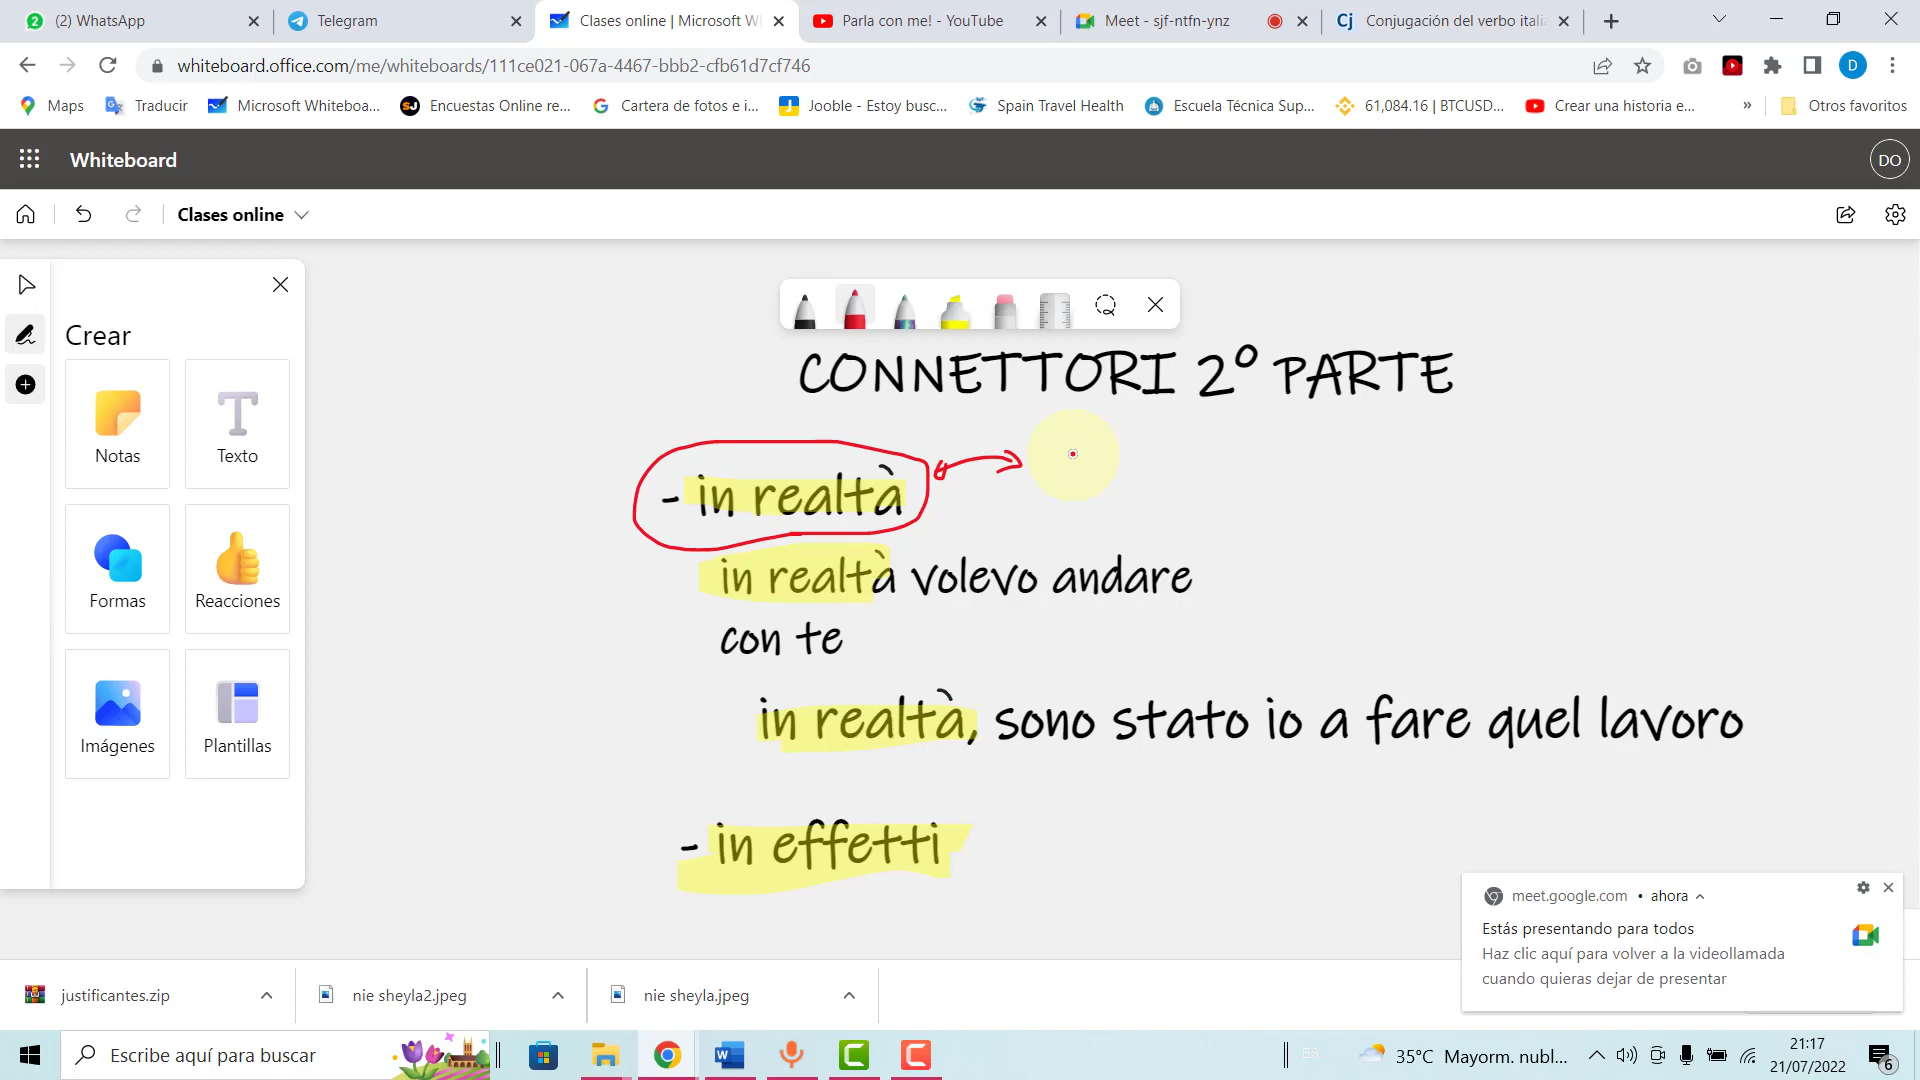 (2) WhatsApp
Telegram
Clases online | Microsoft W
Parla con me! - YouTube
Meet - sjf-ntfn-ynz
Cj Conjugación del verbo itali
whiteboard.office.com/me/whiteboards/111ce021-067a-4467-bbb2-cfb61d7cf746
D
Maps
Traducir
Microsoft Whiteboa...
SJ Encuestas Online re...
Cartera de fotos e i...
Jooble - Estoy busc...
Spain Travel Health
Escuela Técnica Sup...
61,084.16 | BTCUSD...
Crear una historia e...
»
Otros favoritos
Whiteboard
DO
Clases online
Crear
Notas
Texto
Formas
Reacciones
Imágenes
Plantillas
CONNETTORI 2º PARTE
- in realtà
in realtà volevo andare
con te
in realtà, sono stato io a fare quel lavoro
- in effetti
meet.google.com • ahora
Estás presentando para todos
Haz clic aquí para volver a la videollamada
cuando quieras dejar de presentar
justificantes.zip
nie sheyla2.jpeg
nie sheyla.jpeg
Escribe aquí para buscar
35°C Mayorm. nubl...
21:17
21/07/2022
6